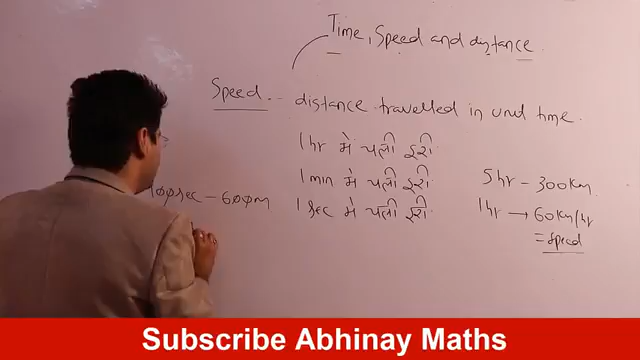 Time, Speed and distance
Speed - distance travelled in unit time.
1 hr मे चली दूरी
1 min मे चली दूरी
1 sec मे चली दूरी
100 sec - 600 m
5 hr - 300 km
1 hr → 60 km/hr
= speed
Subscribe Abhinay Maths